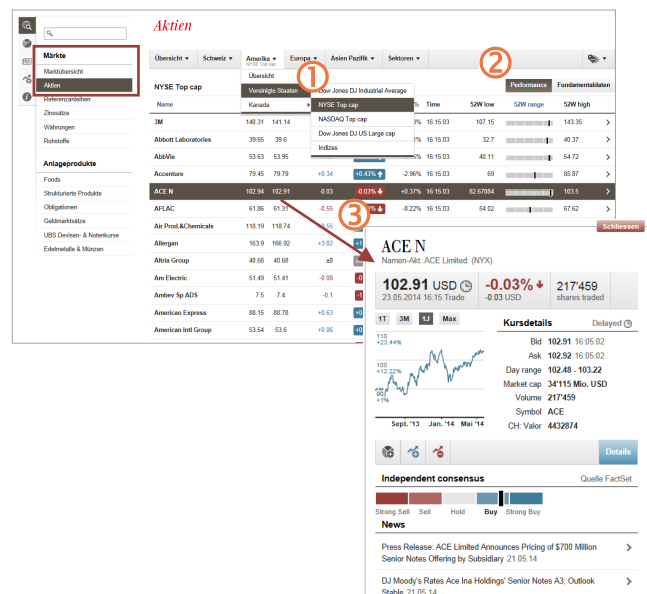 Aktien
Märkte
Marktübersicht
Aktien
Referenzanleihen
Zinssätze
Währungen
Rohstoffe
Anlageprodukte
Fonds
Strukturierte Produkte
Obligationen
Geldmarktsätze
UBS Devisen- & Notenkurse
Edelmetalle & Münzen
Übersicht Schweiz Amerika Europa Asien Pazifik Sektoren
NYSE Top cap
Übersicht
Vereinigte Staaten
Kanada
1
Dow Jones DJ Industrial Average
NYSE Top cap
NASDAQ Top cap
Dow Jones DJ US Large cap
Indizes
2
NYSE Top cap Performance Fundamentaldaten
Name % Time 52W low 52W range 52W high
3M 140.31 141.14 16:15:03 107.15 143.35
Abbott Laboratories 39.65 39.6 16:15:03 32.7 40.37
AbbVie 53.63 53.95 16:15:03 40.11 54.72
Accenture 79.45 79.79 +0.34 +0.43% -2.96% 16:15:03 69 85.87
ACE N 102.94 102.91 -0.03 -0.03% +0.37% 16:15:03 82.67084 103.5
AFLAC 61.86 61.31 -0.55 -8.22% 16:15:03 54.02 67.62
Air Prod.&Chemicals 118.19 118.74
Allergan 163.9 166.92 +3.02
Altria Group 40.68 40.68 ±0
Am Electric 51.49 51.41 -0.08
Ambev Sp ADS 7.5 7.4 -0.1
American Express 88.15 88.78 +0.63
American Intl Group 53.54 53.6 +0.06
3
Schliessen
ACE N
Namen-Akt. ACE Limited: (NYX)
102.91 USD -0.03% 217'459
23.05.2014 16:15 Trade -0.03 USD shares traded
1T 3M 1J Max
110
+23.44%
100
+12.22%
90
+1%
Sept. '13 Jan. '14 Mai '14
Kursdetails Delayed
Bid 102.91 16:05:02
Ask 102.92 16:05:02
Day range 102.48 - 103.22
Market cap 34'115 Mio. USD
Volume 217'459
Symbol ACE
CH: Valor 4432874
Details
Independent consensus Quelle FactSet
Strong Sell Sell Hold Buy Strong Buy
News
Press Release: ACE Limited Announces Pricing of $700 Million
Senior Notes Offering by Subsidiary 21.05.14
DJ Moody's Rates Ace Ina Holdings' Senior Notes A3; Outlook
Stable 21.05.14